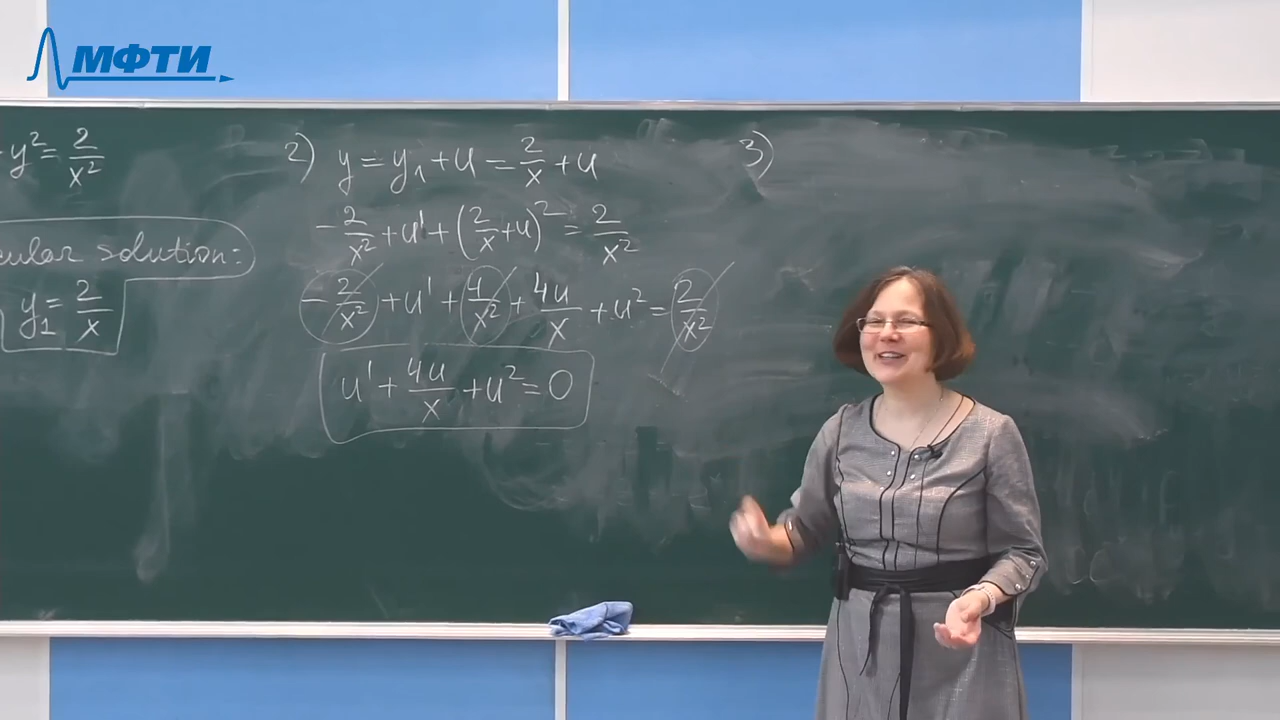 МФТИ
y² = 2/x²
cular solution:
y₁ = 2/x
2) y = y₁ + u = 2/x + u
-2/x² + u' + (2/x + u)² = 2/x²
-2/x² + u' + 4/x² + 4u/x + u² = 2/x²
u' + 4u/x + u² = 0
3)